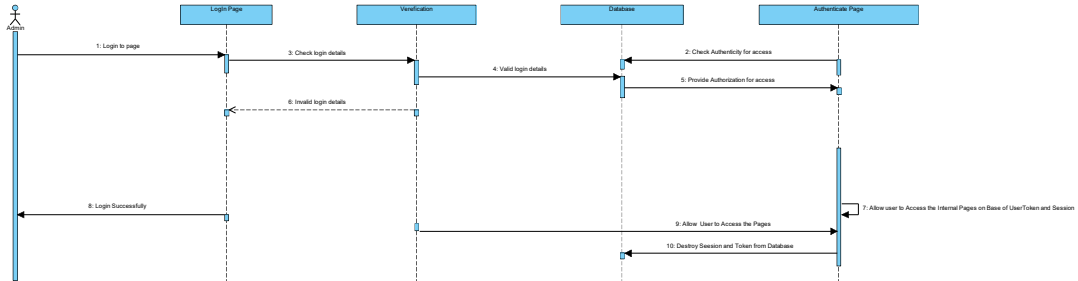 Login Page
Verification
Database
Authenticate Page
Admin
1: Login to page
3: Check login details
2: Check Authenticity for access
4: Valid login details
5: Provide Authorization for access
6: Invalid login details
8: Login Successfully
7: Allow user to Access the Internal Pages on Base of UserToken and Session
9: Allow User to Access the Pages
10: Destroy Session and Token from Database